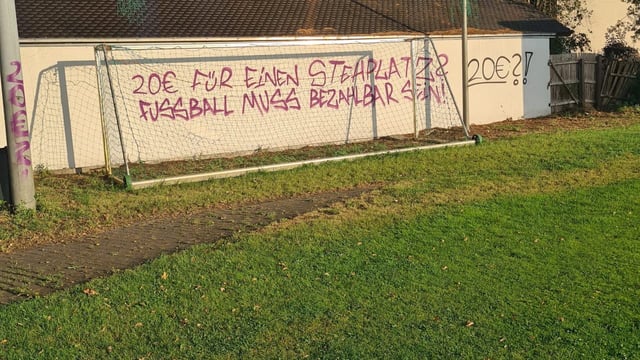 20€ FÜR EINEN STEHPLATZ?
FUSSBALL MUSS BEZAHLBAR SEIN!
20€?!